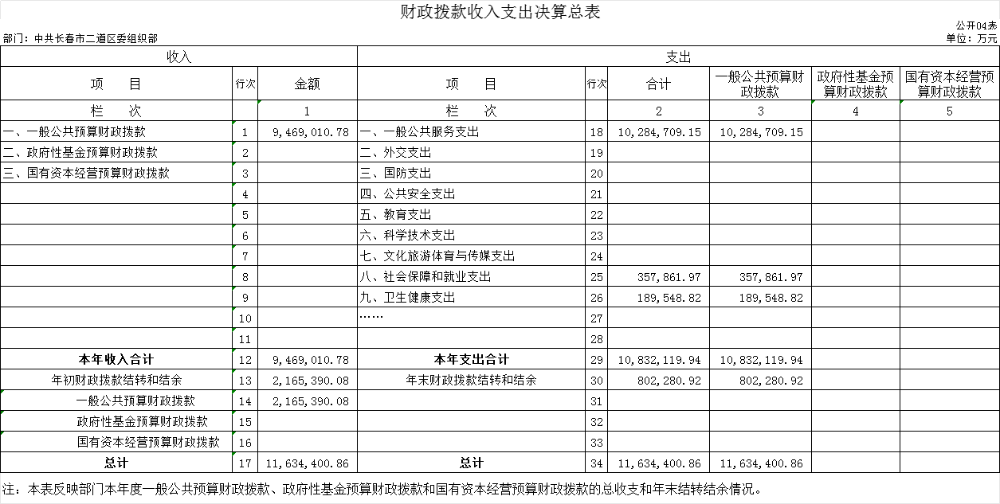 财政拨款收入支出决算总表
公开04表
部门：中共长春市二道区委组织部 单位：万元
收入 支出
项 目 行次 金额 项 目 行次 合计 一般公共预算财政拨款 政府性基金预算财政拨款 国有资本经营预算财政拨款
栏 次 1 栏 次 2 3 4 5
一、一般公共预算财政拨款 1 9,469,010.78 一、一般公共服务支出 18 10,284,709.15 10,284,709.15
二、政府性基金预算财政拨款 2 二、外交支出 19
三、国有资本经营预算财政拨款 3 三、国防支出 20
4 四、公共安全支出 21
5 五、教育支出 22
6 六、科学技术支出 23
7 七、文化旅游体育与传媒支出 24
8 八、社会保障和就业支出 25 357,861.97 357,861.97
9 九、卫生健康支出 26 189,548.82 189,548.82
10 …… 27
11 28
本年收入合计 12 9,469,010.78 本年支出合计 29 10,832,119.94 10,832,119.94
年初财政拨款结转和结余 13 2,165,390.08 年末财政拨款结转和结余 30 802,280.92 802,280.92
一般公共预算财政拨款 14 2,165,390.08 31
政府性基金预算财政拨款 15 32
国有资本经营预算财政拨款 16 33
总计 17 11,634,400.86 总计 34 11,634,400.86 11,634,400.86
注：本表反映部门本年度一般公共预算财政拨款、政府性基金预算财政拨款和国有资本经营预算财政拨款的总收支和年末结转结余情况。